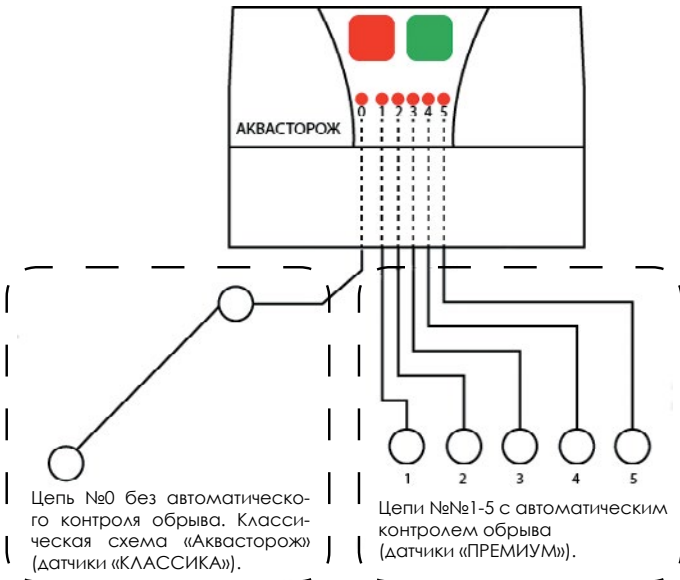 0 1 2 3 4 5
АКВАСТОРОЖ
1 2 3 4 5
Цепь №0 без автоматическо-
го контроля обрыва. Класси-
ческая схема «Аквасторож»
(датчики «КЛАССИКА»).
Цепи №№1-5 с автоматическим
контролем обрыва
(датчики «ПРЕМИУМ»).